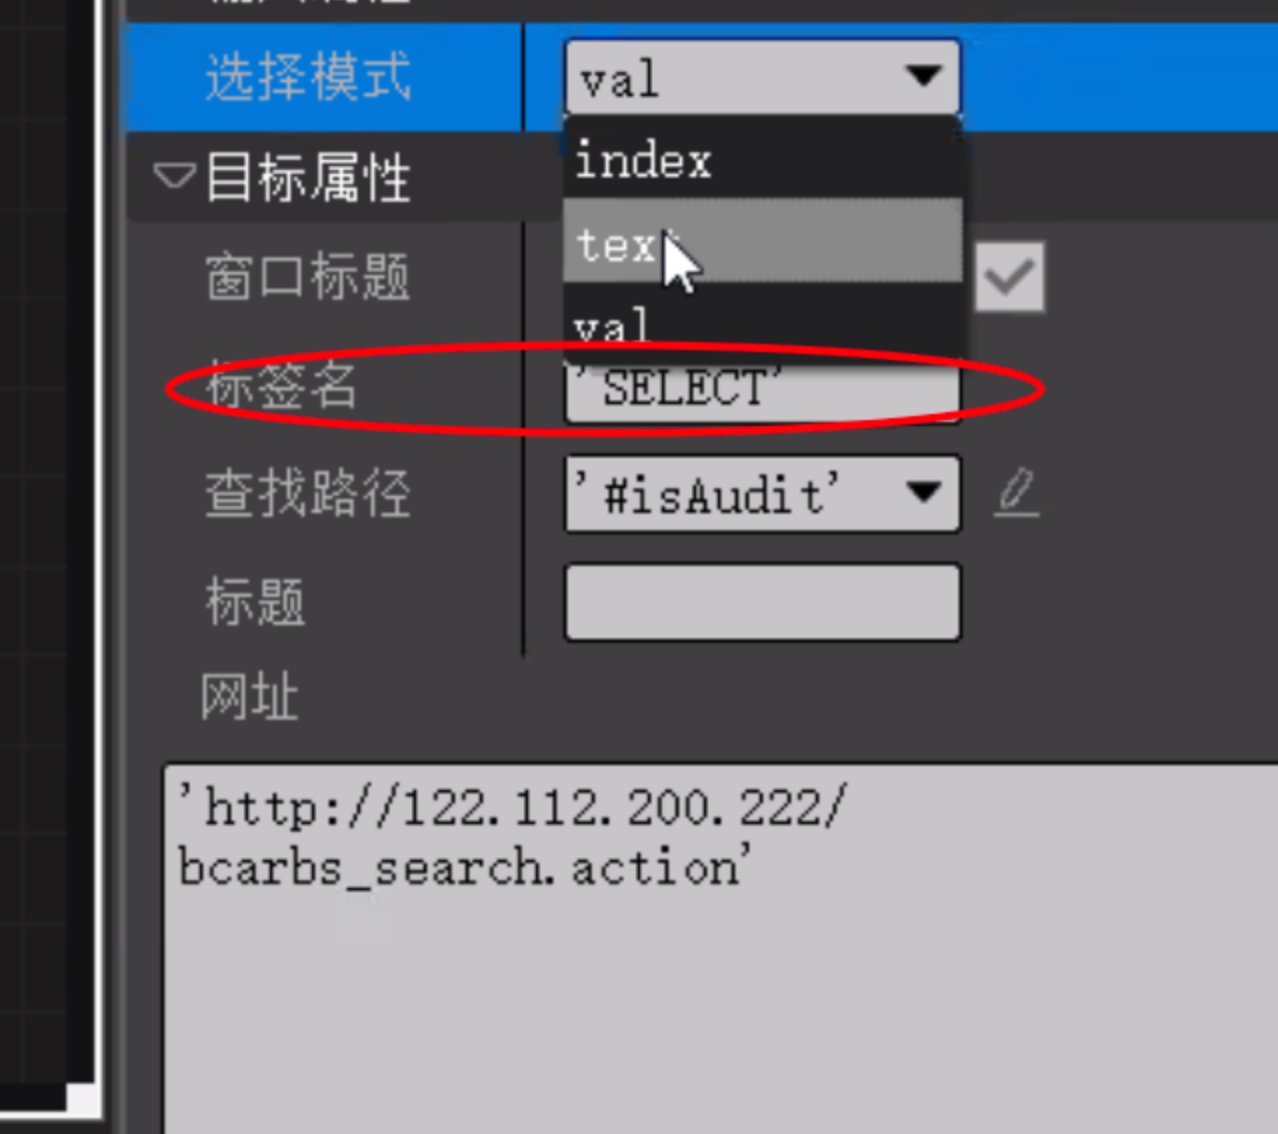 选择模式 val
index
目标属性
text
窗口标题
val
标签名 'SELECT'
查找路径 '#isAudit'
标题
网址
'http://122.112.200.222/
bcarbs_search.action'